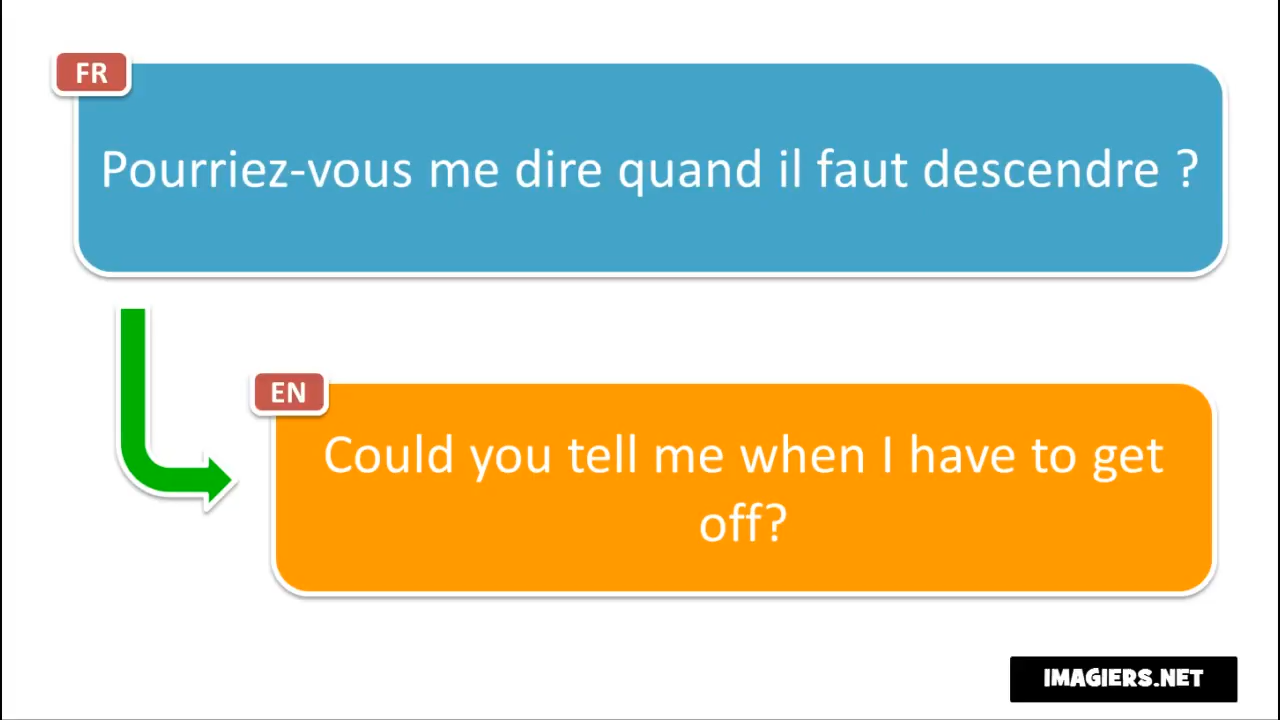 FR
Pourriez-vous me dire quand il faut descendre ?
EN
Could you tell me when I have to get
off?
IMAGIERS.NET